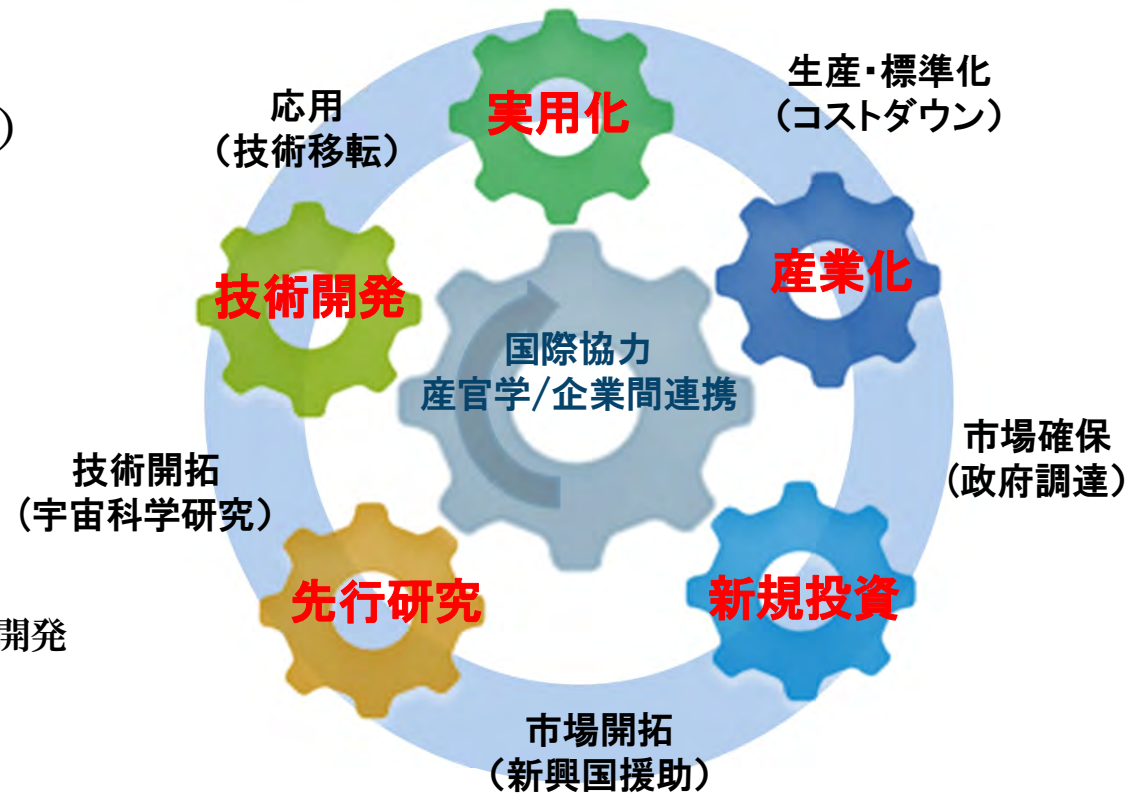 実用化
生産・標準化
（コストダウン）
応用
（技術移転）
）
産業化
技術開発
国際協力
産官学/企業間連携
市場確保
（政府調達）
技術開拓
（宇宙科学研究）
先行研究
新規投資
開発
市場開拓
（新興国援助）